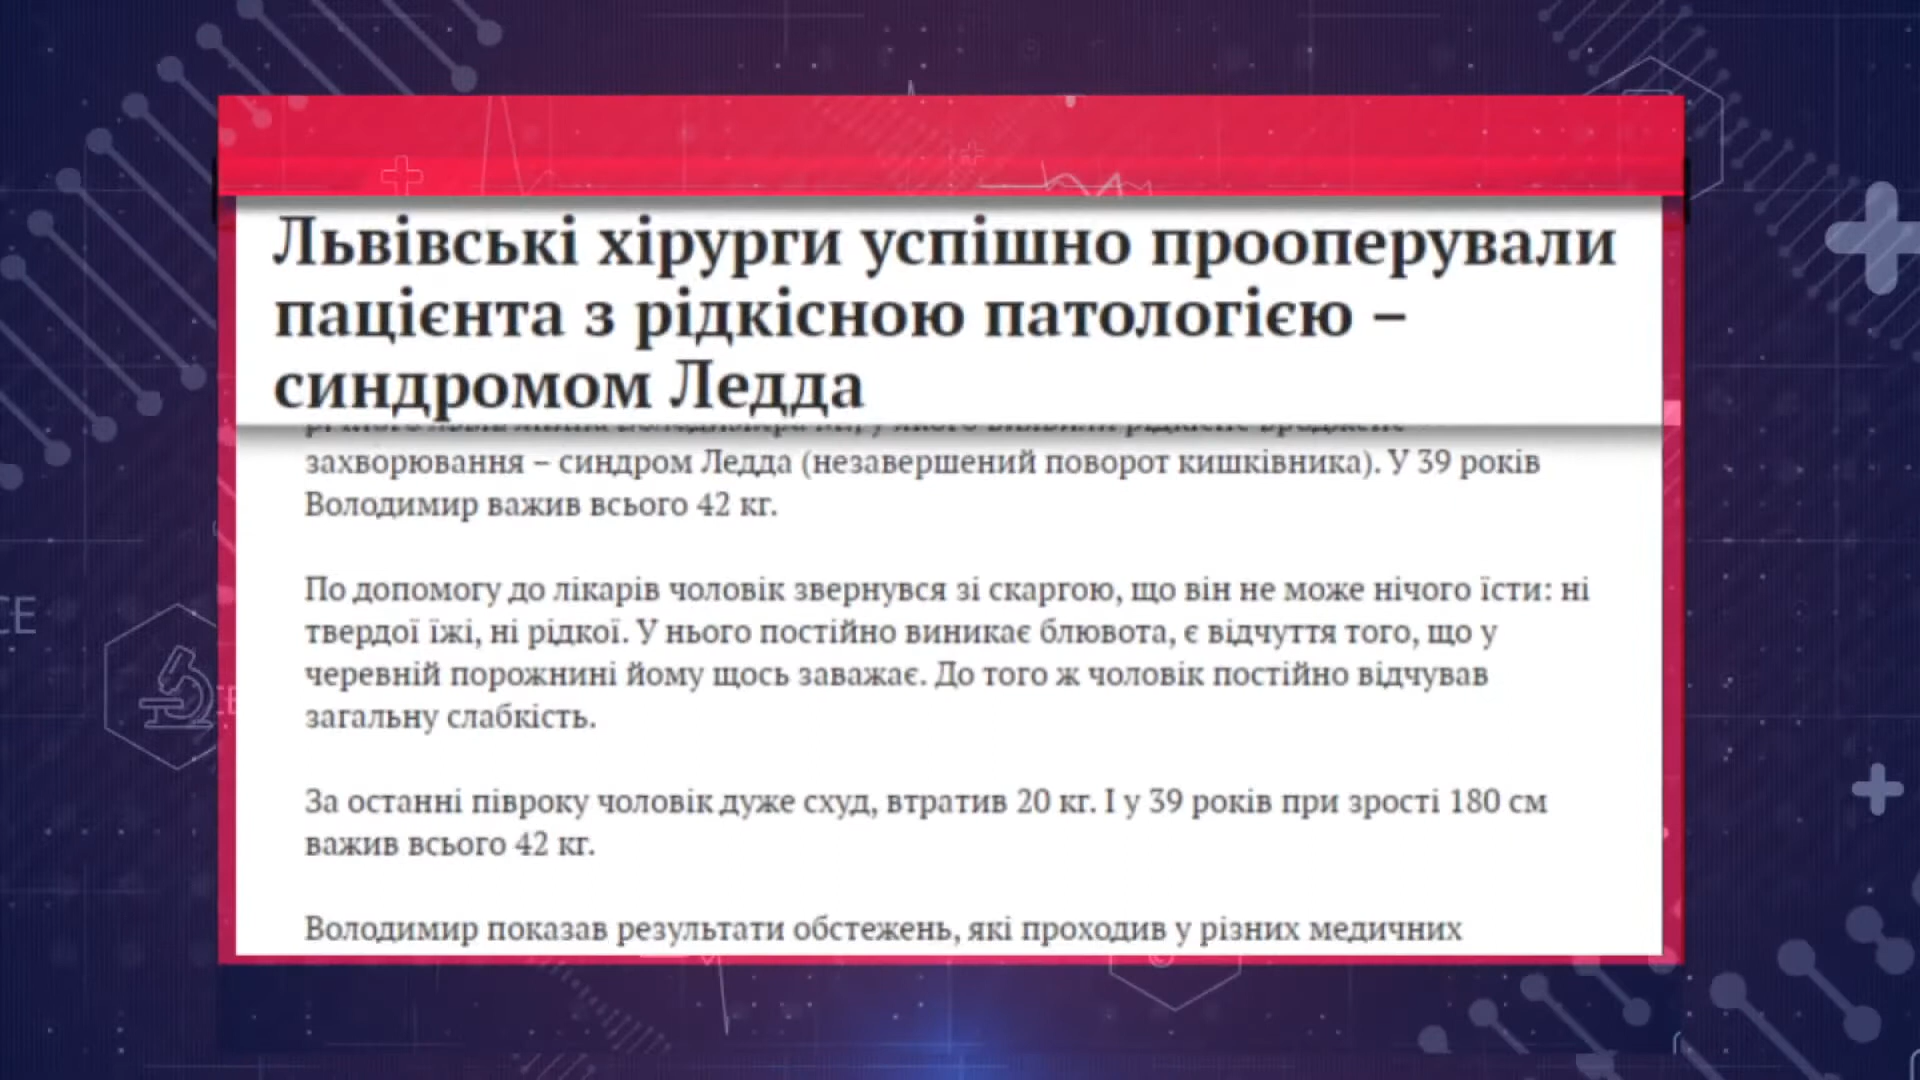 Львівські хірурги успішно прооперували
пацієнта з рідкісною патологією –
синдромом Ледда
захворювання – синдром Ледда (незавершений поворот кишківника). У 39 років
Володимир важив всього 42 кг.
По допомогу до лікарів чоловік звернувся зі скаргою, що він не може нічого їсти: ні
твердої їжі, ні рідкої. У нього постійно виникає блювота, є відчуття того, що у
черевній порожнині йому щось заважає. До того ж чоловік постійно відчував
загальну слабкість.
За останні півроку чоловік дуже схуд, втратив 20 кг. І у 39 років при зрості 180 см
важив всього 42 кг.
Володимир показав результати обстежень, які проходив у різних медичних